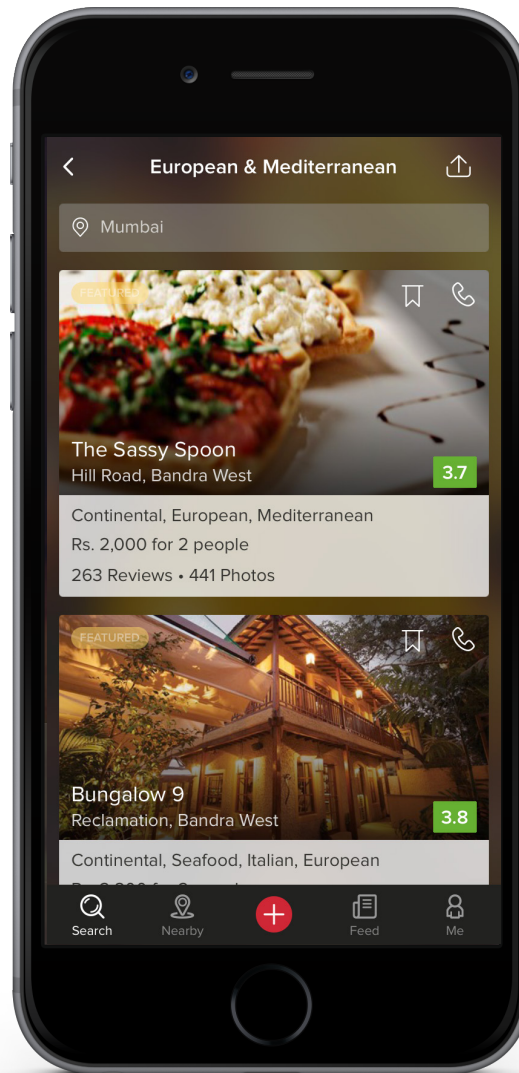 European & Mediterranean
Mumbai
FEATURED
The Sassy Spoon
Hill Road, Bandra West
3.7
Continental, European, Mediterranean
Rs. 2,000 for 2 people
263 Reviews • 441 Photos
FEATURED
Bungalow 9
Reclamation, Bandra West
3.8
Continental, Seafood, Italian, European
Search
Nearby
Feed
Me